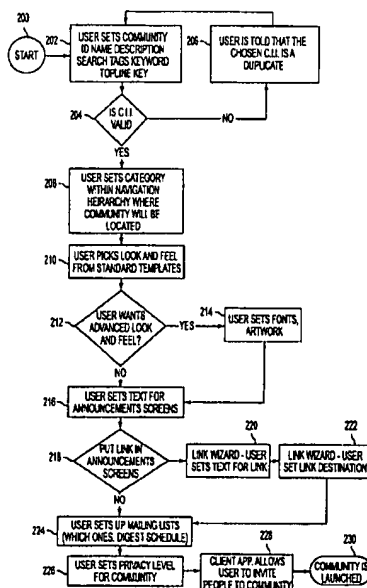 200
START
202
USER SETS COMMUNITY
ID NAME DESCRIPTION
SEARCH TAGS KEYWORD
TOPLINE KEY
206
USER IS TOLD THAT THE
CHOSEN C.I.I. IS A
DUPLICATE
204
IS C.I.I
VALID
NO
YES
208
USER SETS CATEGORY
WITHIN NAVIGATION
HEIRARCHY WHERE
COMMUNITY WILL BE
LOCATED
210
USER PICKS LOOK AND FEEL
FROM STANDARD TEMPLATES
212
USER WANTS
ADVANCED LOOK
AND FEEL?
YES
214
USER SETS FONTS,
ARTWORK
NO
216
USER SETS TEXT FOR
ANNOUNCEMENTS SCREENS
218
PUT LINK IN
ANNOUNCEMENTS
SCREENS
220
LINK WIZARD - USER
SETS TEXT FOR LINK
222
LINK WIZARD - USER
SET LINK DESTINATION
NO
224
USER SETS UP MAILING LISTS
(WHICH ONES, DIGEST SCHEDULE)
226
USER SETS PRIVACY LEVEL
FOR COMMUNITY
228
CLIENT APP. ALLOWS
USER TO INVITE
PEOPLE TO COMMUNITY
230
COMMUNITY IS
LAUNCHED